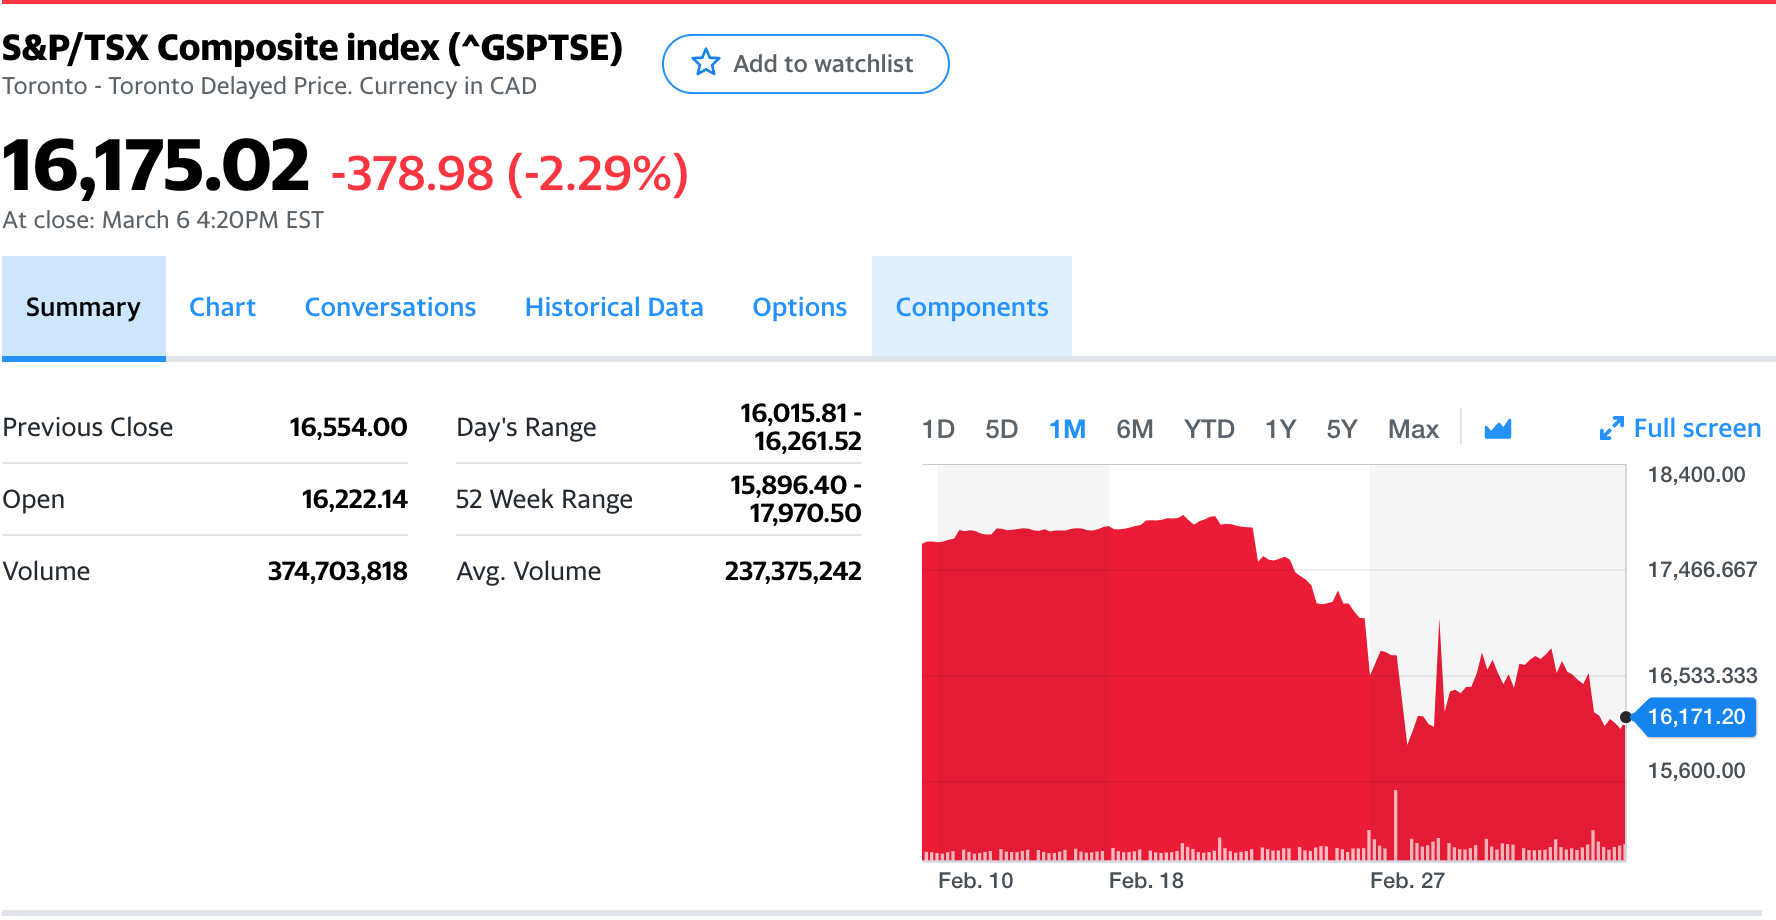 S&P/TSX Composite index (^GSPTSE)
Add to watchlist
Toronto - Toronto Delayed Price. Currency in CAD
16,175.02 -378.98 (-2.29%)
At close: March 6 4:20PM EST
Summary Chart Conversations Historical Data Options Components
Previous Close 16,554.00
Open 16,222.14
Volume 374,703,818
Day's Range 16,015.81 -
16,261.52
52 Week Range 15,896.40 -
17,970.50
Avg. Volume 237,375,242
1D 5D 1M 6M YTD 1Y 5Y Max Full screen
18,400.00
17,466.667
16,533.333
16,171.20
15,600.00
Feb. 10 Feb. 18 Feb. 27